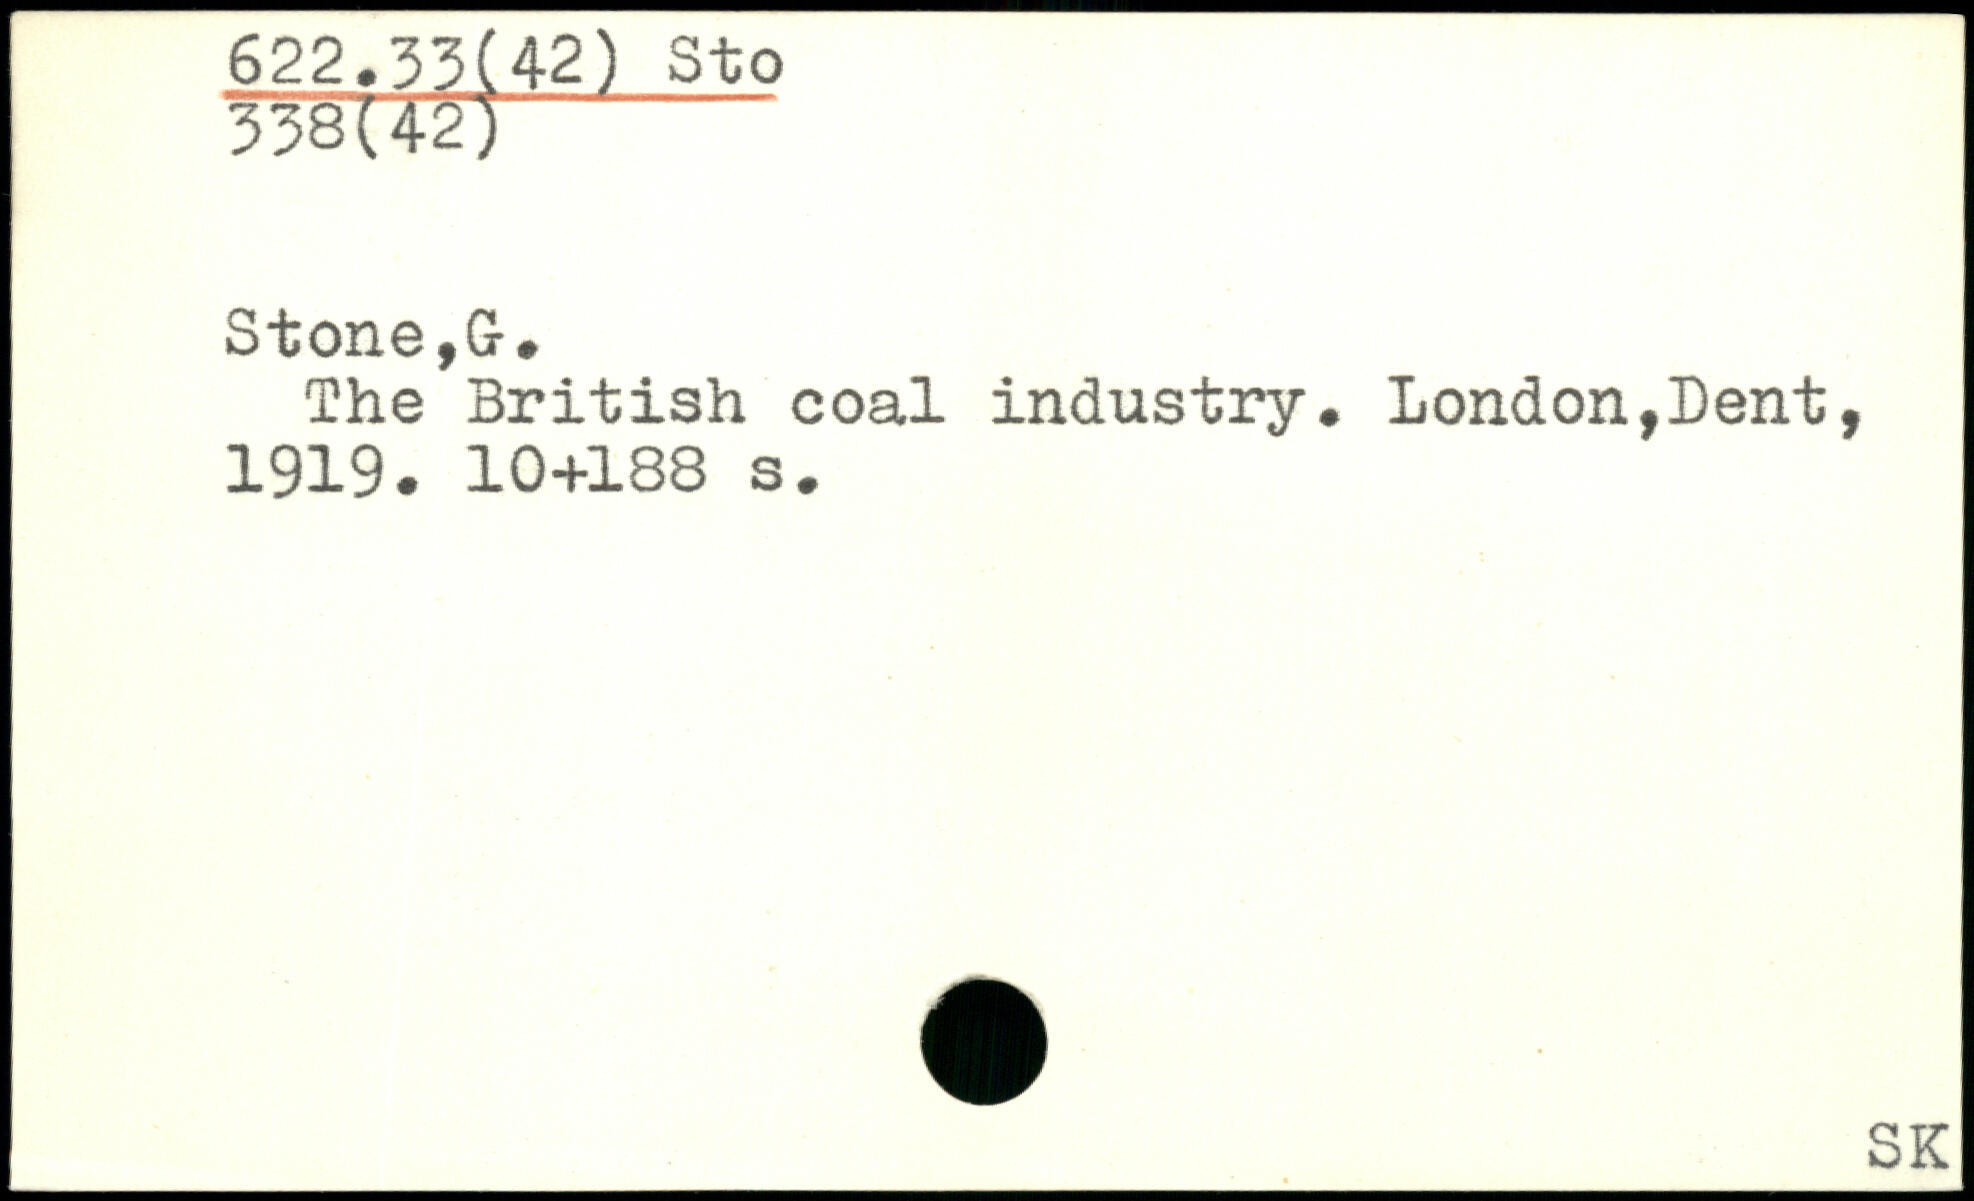 622.33(42) Sto
338(42)
Stone,G.
The British coal industry. London,Dent,
1919. 10+188 s.
SK